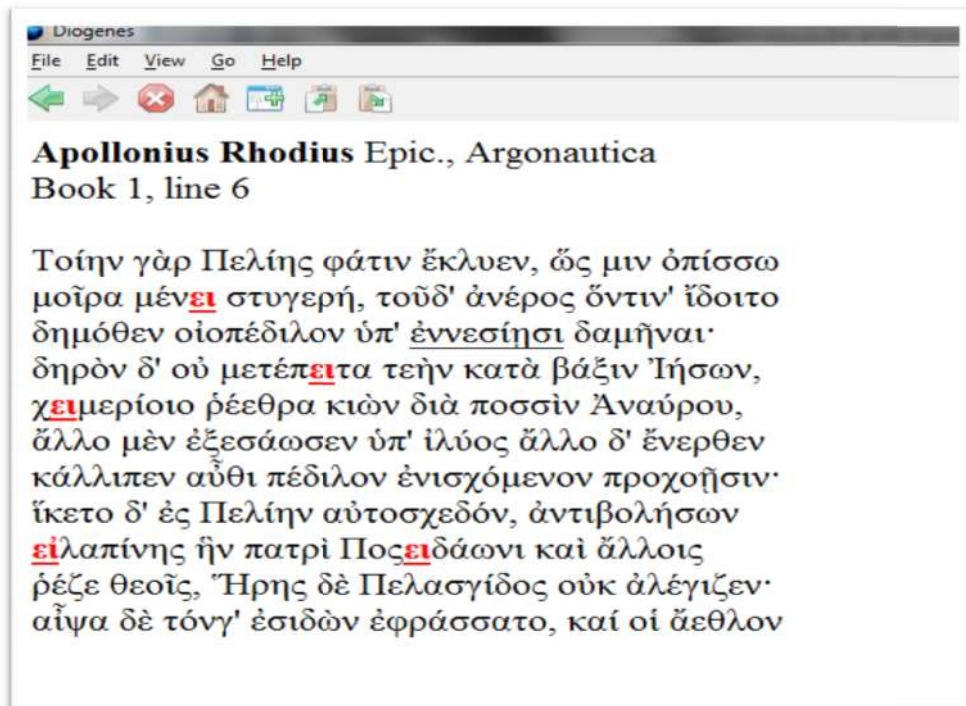 Diogenes
File Edit View Go Help
Apollonius Rhodius Epic., Argonautica
Book 1, line 6
Τοίην γὰρ Πελίης φάτιν ἔκλυεν, ὥς μιν ὀπίσσω
μοῖρα μένει στυγερή, τοῦδ' ἀνέρος ὅντιν' ἴδοιτο
δημόθεν οἰοπέδιλον ὑπ' ἐννεσίῃσι δαμῆναι·
δηρὸν δ' οὐ μετέπειτα τεὴν κατὰ βάξιν Ἰήσων,
χειμερίοιο ῥέεθρα κιὼν διὰ ποσσὶν Ἀναύρου,
ἄλλο μὲν ἐξεσάωσεν ὑπ' ἰλύος ἄλλο δ' ἔνερθεν
κάλλιπεν αὖθι πέδιλον ἐνισχόμενον προχοῇσιν·
ἵκετο δ' ἐς Πελίην αὐτοσχεδόν, ἀντιβολήσων
εἰλαπίνης ἣν πατρὶ Ποςειδάωνι καὶ ἄλλοις
ῥέζε θεοῖς, Ἥρης δὲ Πελασγίδος οὐκ ἀλέγιζεν·
αἶψα δὲ τόνγ' ἐσιδὼν ἐφράσσατο, καί οἱ ἄεθλον